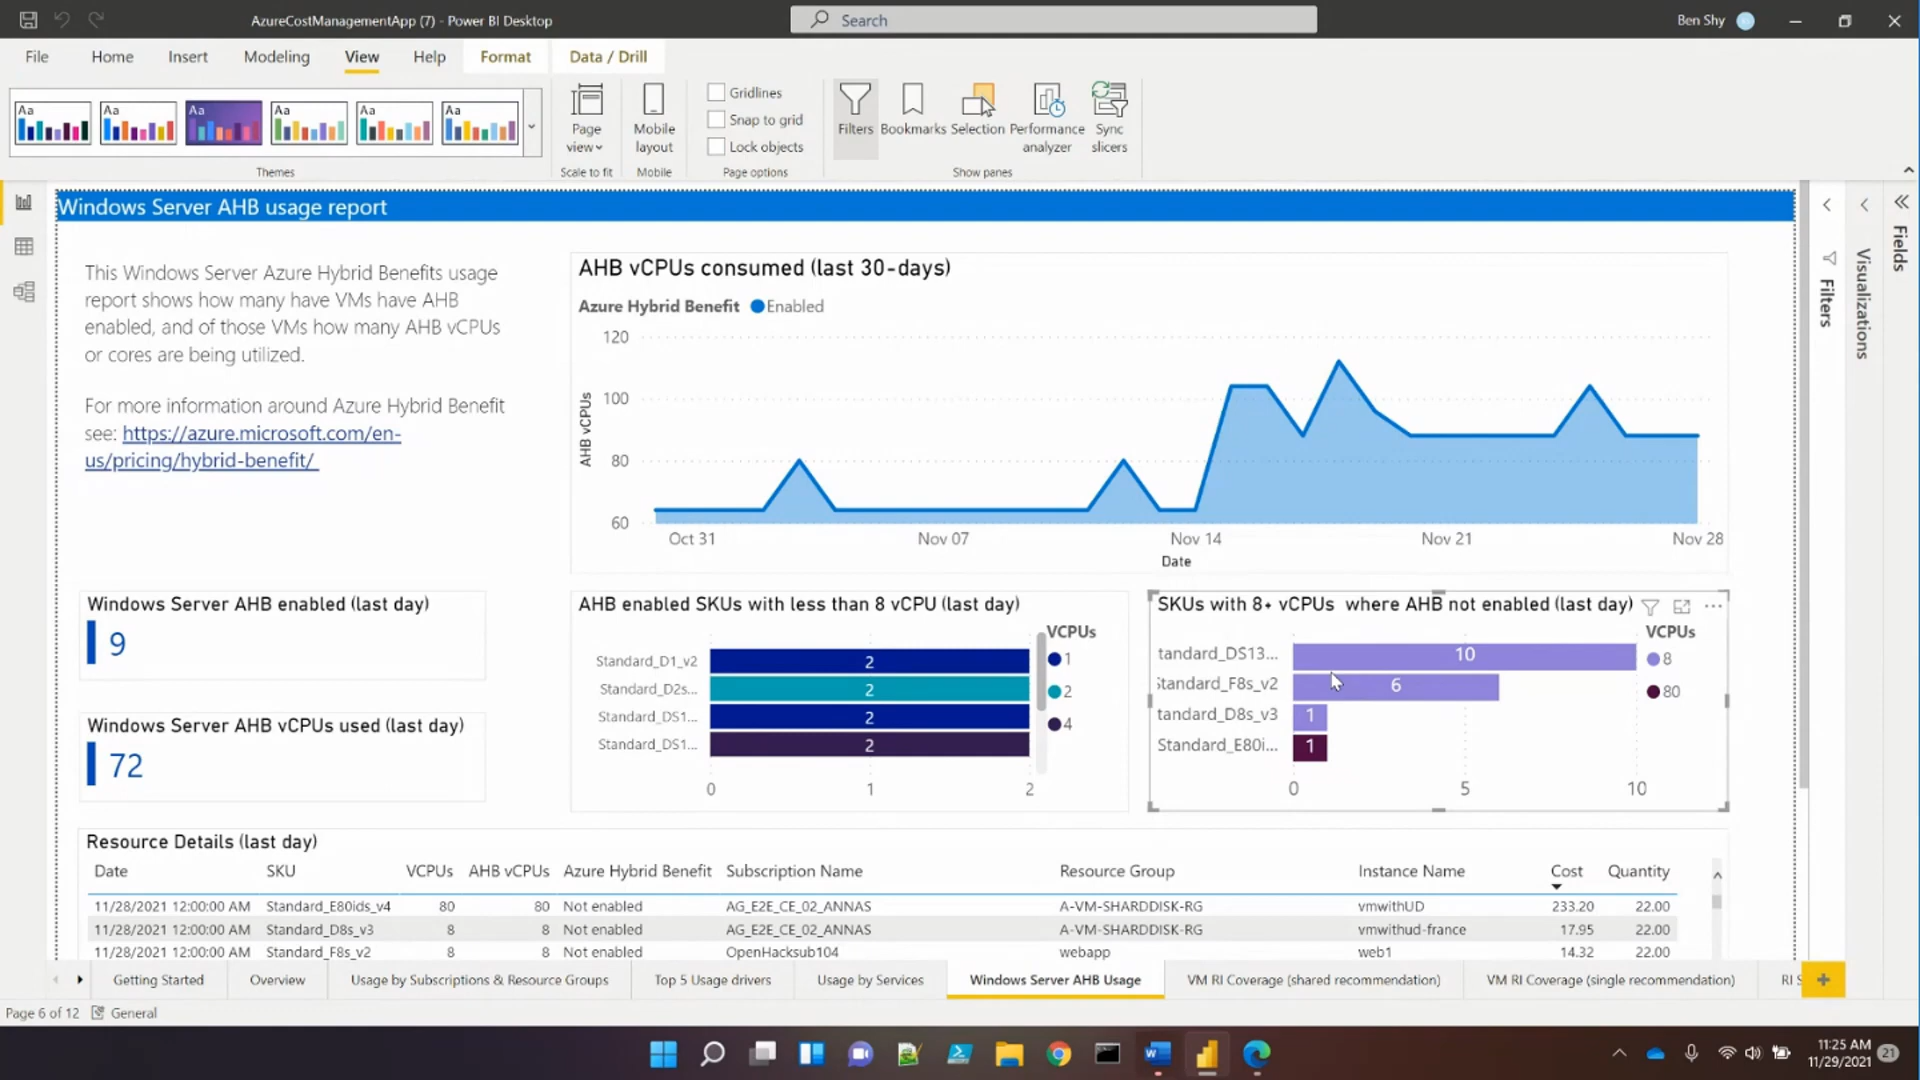 AzureCostManagementApp (7) - Power BI Desktop
Search
Ben Shy
File Home Insert Modeling View Help Format Data / Drill
Aa Aa Aa Aa Aa Aa
Themes
Page view
Scale to fit
Mobile layout
Mobile
Gridlines
Snap to grid
Lock objects
Page options
Filters
Bookmarks
Selection
Performance analyzer
Sync slicers
Show panes
Windows Server AHB usage report
This Windows Server Azure Hybrid Benefits usage
report shows how many have VMs have AHB
enabled, and of those VMs how many AHB vCPUs
or cores are being utilized.
For more information around Azure Hybrid Benefit
see: https://azure.microsoft.com/en-
us/pricing/hybrid-benefit/
AHB vCPUs consumed (last 30-days)
Azure Hybrid Benefit Enabled
120
100
80
60
AHB vCPUs
Oct 31 Nov 07 Nov 14 Nov 21 Nov 28
Date
Filters
Visualizations
Fields
Windows Server AHB enabled (last day)
9
Windows Server AHB vCPUs used (last day)
72
AHB enabled SKUs with less than 8 vCPU (last day)
VCPUs
Standard_D1_v2 2
Standard_D2s... 2
Standard_DS1... 2
Standard_DS1... 2
1
2
4
0 1 2
SKUs with 8+ vCPUs where AHB not enabled (last day)
VCPUs
tandard_DS13... 10
Standard_F8s_v2 6
tandard_D8s_v3 1
Standard_E80i... 1
8
80
0 5 10
Resource Details (last day)
Date SKU VCPUs AHB vCPUs Azure Hybrid Benefit Subscription Name Resource Group Instance Name Cost Quantity
11/28/2021 12:00:00 AM Standard_E80ids_v4 80 80 Not enabled AG_E2E_CE_02_ANNAS A-VM-SHARDDISK-RG vmwithUD 233.20 22.00
11/28/2021 12:00:00 AM Standard_D8s_v3 8 8 Not enabled AG_E2E_CE_02_ANNAS A-VM-SHARDDISK-RG vmwithud-france 17.95 22.00
11/28/2021 12:00:00 AM Standard_F8s_v2 8 8 Not enabled OpenHacksub104 webapp web1 14.32 22.00
Getting Started Overview Usage by Subscriptions & Resource Groups Top 5 Usage drivers Usage by Services Windows Server AHB Usage VM RI Coverage (shared recommendation) VM RI Coverage (single recommendation) RI S
Page 6 of 12 General
11:25 AM
11/29/2021
21